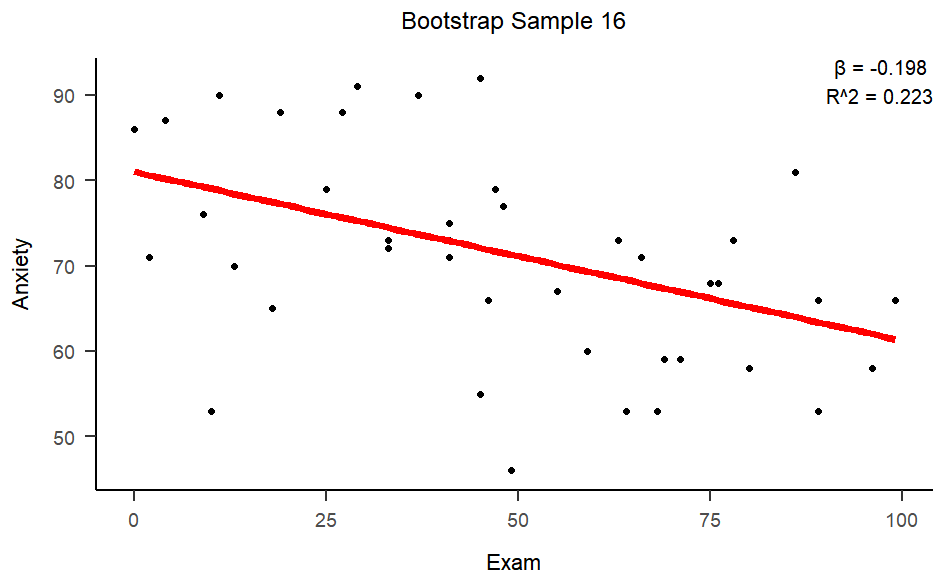 Bootstrap Sample 16
β = -0.198
R^2 = 0.223
90
80
70
60
50
Anxiety
0 25 50 75 100
Exam